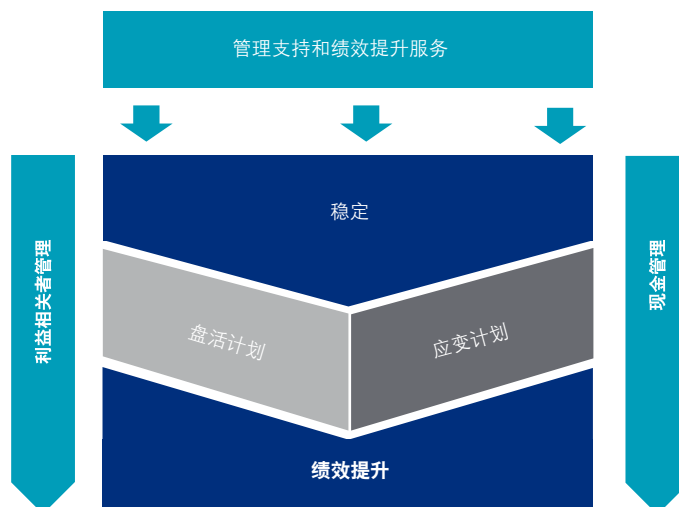 管理支持和绩效提升服务
稳定
利益相关者管理
现金管理
盘活计划
应变计划
绩效提升